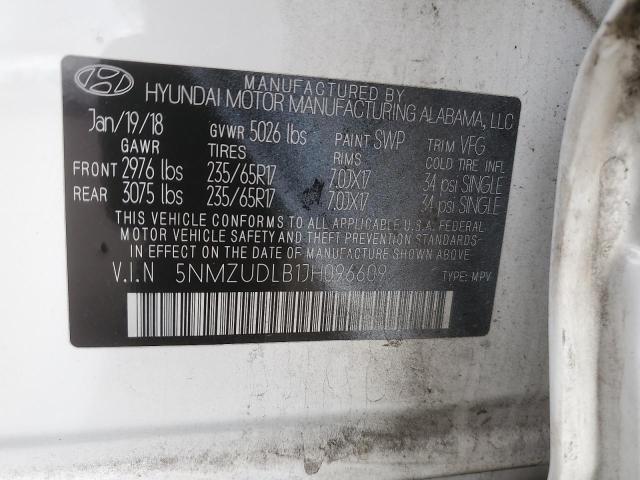 MANUFACTURED BY
HYUNDAI MOTOR MANUFACTURING ALABAMA, LLC
Jan/19/18 GVWR 5026 lbs PAINT SWP TRIM VFG
GAWR TIRES RIMS COLD TIRE INFL
FRONT 2976 lbs 235/65R17 7.0JX17 34 psi SINGLE
REAR 3075 lbs 235/65R17 7.0JX17 34 psi SINGLE
THIS VEHICLE CONFORMS TO ALL APPLICABLE U.S.A. FEDERAL
MOTOR VEHICLE SAFETY AND THEFT PREVENTION STANDARDS
IN EFFECT ON THE DATE OF MANUFACTURE SHOWN ABOVE.
V.I.N 5NMZUDLB1JH096609 TYPE: MPV